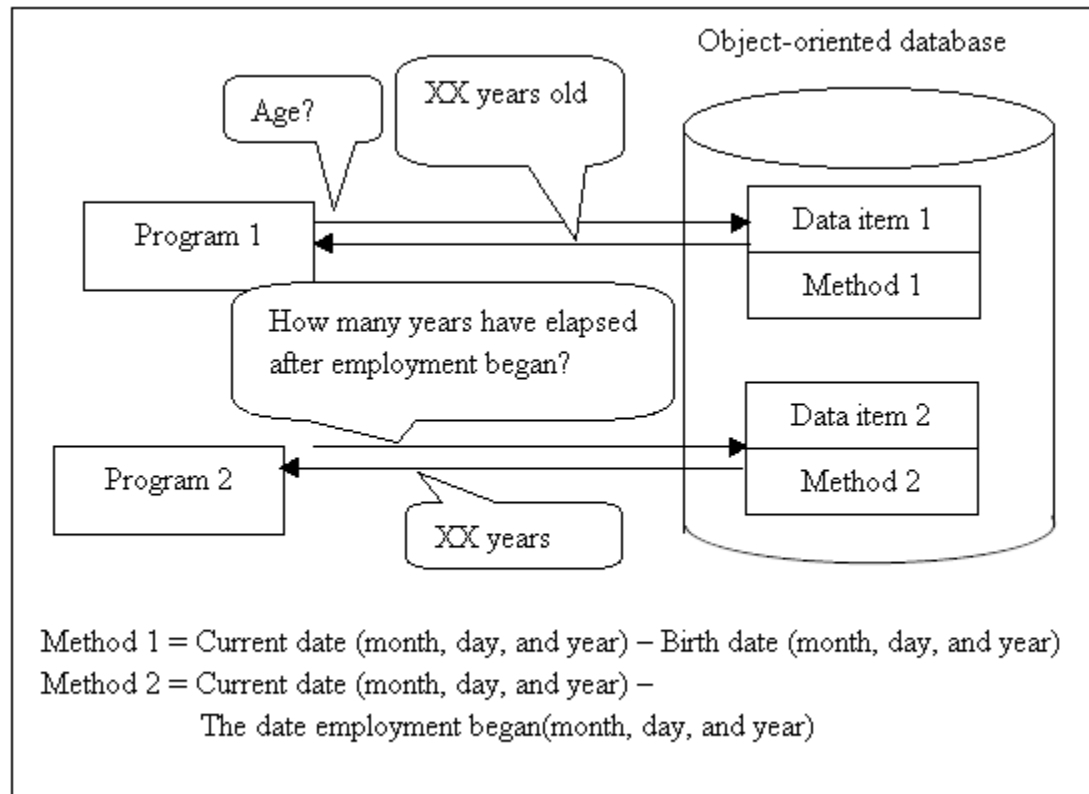 Object-oriented database
XX years old
Age?
Program 1
Data item 1
Method 1
How many years have elapsed
after employment began?
Data item 2
Program 2
Method 2
XX years
Method 1 = Current date (month, day, and year) – Birth date (month, day, and year)
Method 2 = Current date (month, day, and year) –
The date employment began(month, day, and year)